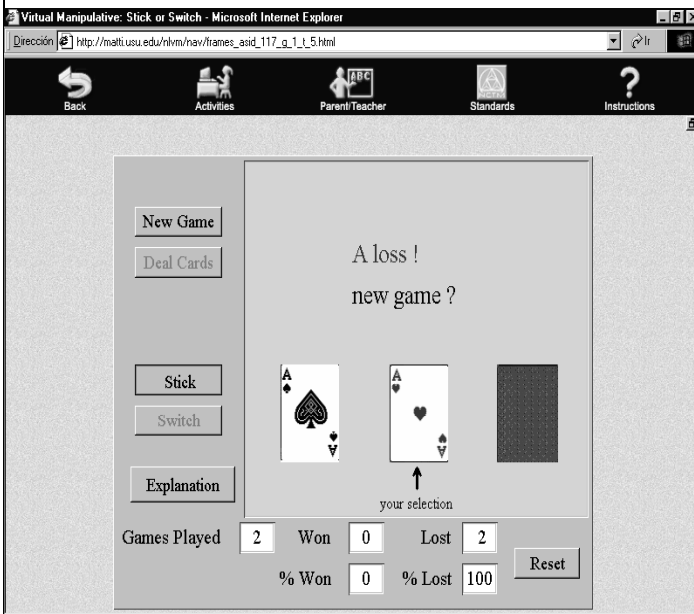 Virtual Manipulative: Stick or Switch - Microsoft Internet Explorer
Dirección http://matti.usu.edu/nlvm/nav/frames_asid_117_g_1_t_5.html Ir
Back Activities Parent/Teacher Standards Instructions
ABC
New Game
Deal Cards
A loss !
new game ?
Stick
Switch
Explanation
A A
A A
your selection
Games Played 2 Won 0 Lost 2
% Won 0 % Lost 100
Reset